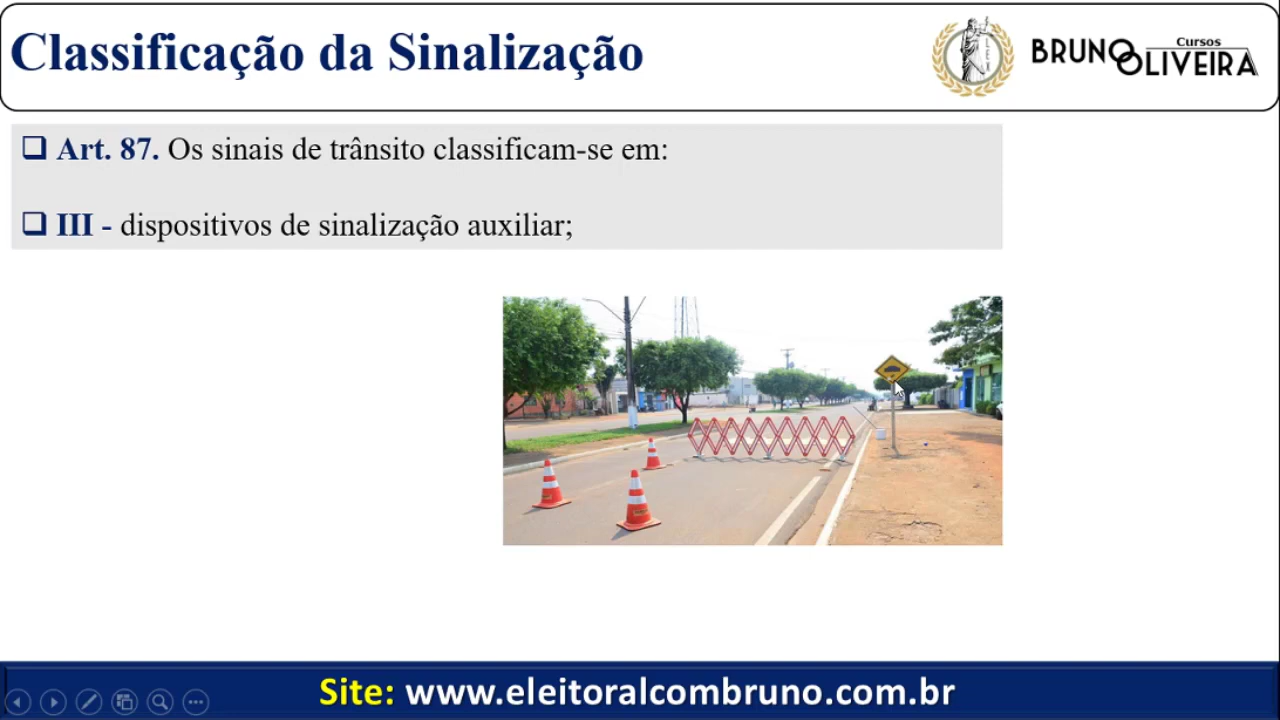 Classificação da Sinalização
Cursos
BRUNO
OLIVEIRA
Art. 87. Os sinais de trânsito classificam-se em:
III - dispositivos de sinalização auxiliar;
Site: www.eleitoralcombruno.com.br